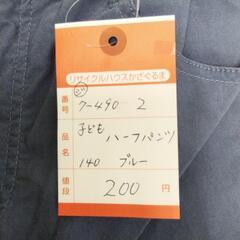 リサイクルハウスかざぐるま
番号 ク-490-2
品名 子ども ハーフパンツ
140 ブルー
値段 200 円